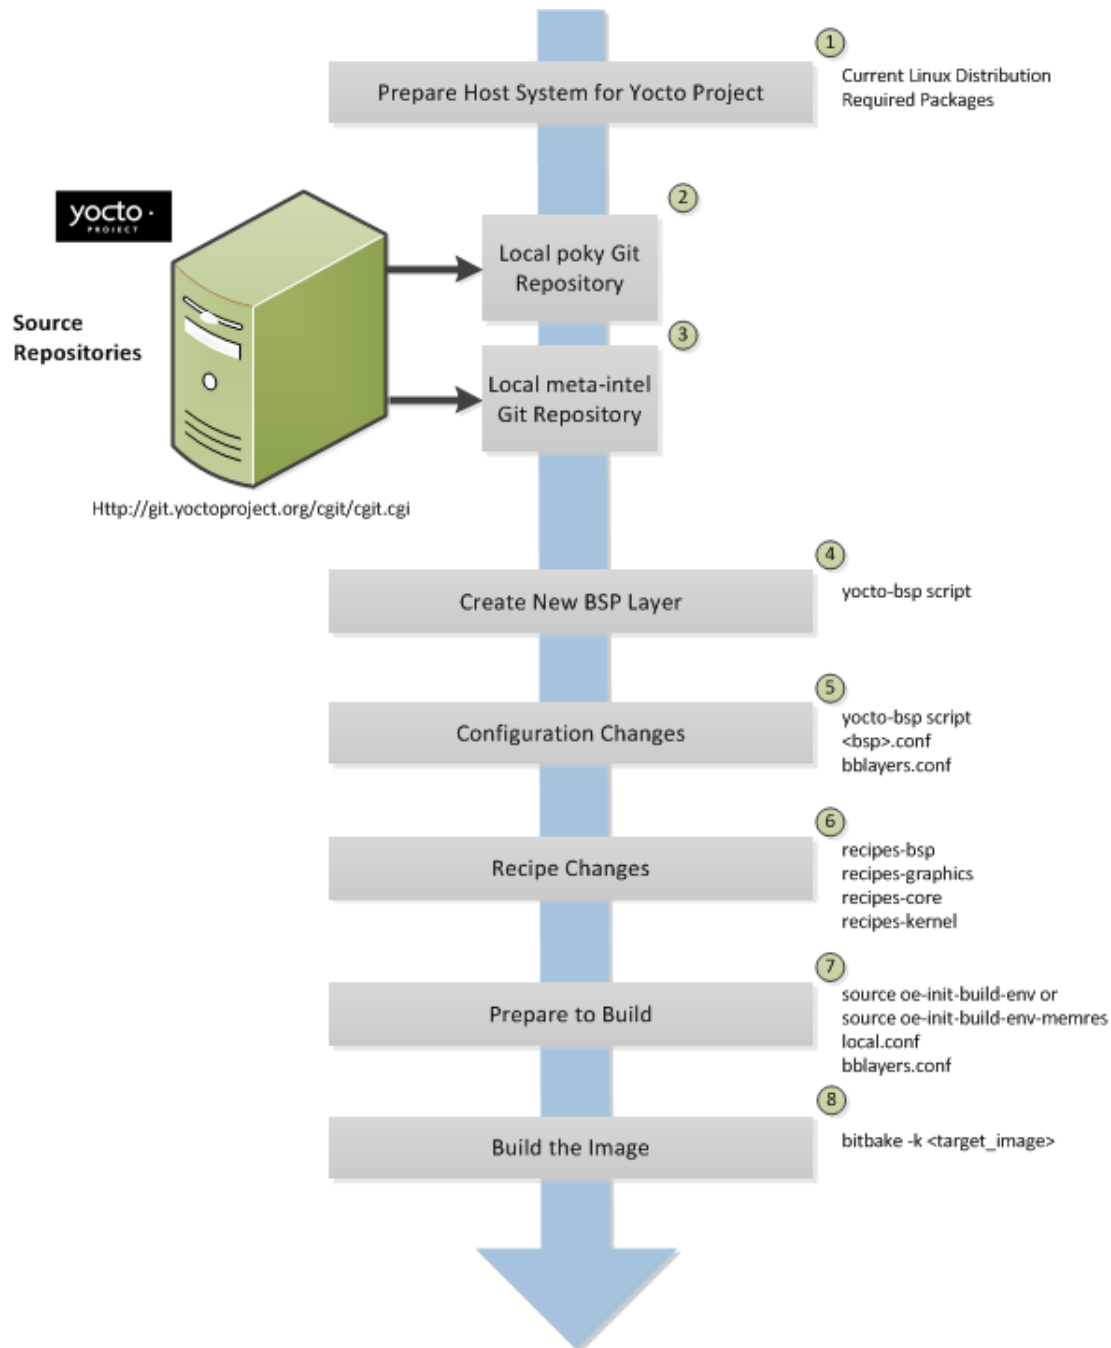 1
Prepare Host System for Yocto Project
Current Linux Distribution
Required Packages
yocto ·
PROJECT
Source
Repositories
Http://git.yoctoproject.org/cgit/cgit.cgi
2
Local poky Git
Repository
3
Local meta-intel
Git Repository
4
Create New BSP Layer
yocto-bsp script
5
Configuration Changes
yocto-bsp script
<bsp>.conf
bblayers.conf
6
Recipe Changes
recipes-bsp
recipes-graphics
recipes-core
recipes-kernel
7
Prepare to Build
source oe-init-build-env or
source oe-init-build-env-memres
local.conf
bblayers.conf
8
Build the Image
bitbake -k <target_image>